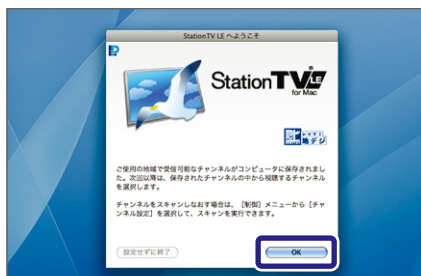 StationTV LE へようこそ
StationTV LE
for Mac
地デジ
ご使用の地域で受信可能なチャンネルがコンピュータに保存されまし
た。次回以降は、保存されたチャンネルの中から視聴するチャンネル
を選択します。
チャンネルをスキャンしなおす場合は、［制御］メニューから［チャ
ンネル設定］を選択して、スキャンを実行できます。
設定せずに終了
OK